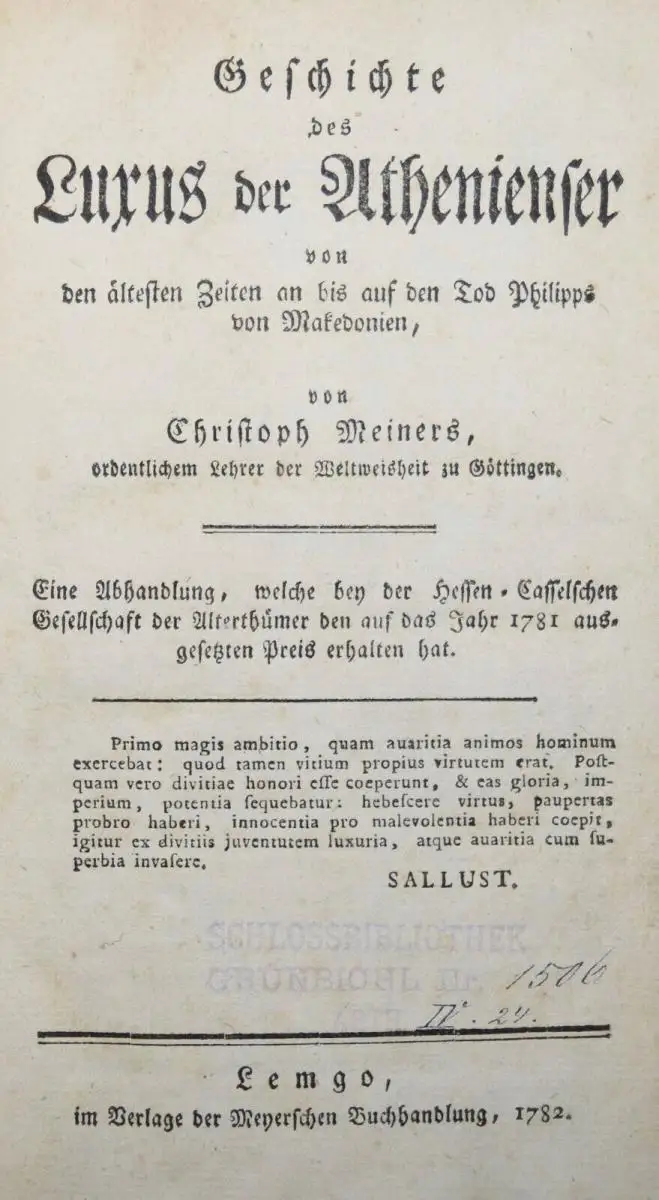 Geſchichte
des
Luxus der Athenienſer
von
den älteſten Zeiten an bis auf den Tod Philipps
von Makedonien,
von
Chriſtoph Meiners,
ordentlichem Lehrer der Weltweisheit zu Göttingen.
Eine Abhandlung, welche bey der Heſſen-Caſſelſchen
Geſellſchaft der Alterthümer den auf das Jahr 1781 aus-
geſetzten Preis erhalten hat.
Primo magis ambitio, quam auaritia animos hominum
exercebat: quod tamen vitium propius virtutem erat. Poſt-
quam vero divitiae honori eſſe coeperunt, & eas gloria, im-
perium, potentia ſequebatur: hebeſcere virtus, paupertas
probro haberi, innocentia pro malevolentia haberi coepit,
igitur ex divitiis juventutem luxuria, atque auaritia cum ſu-
perbia invaſere.
SALLUST.
SCHLOSSBIBLIOTHEK
GRÜNBICHL Nr. 1506
IV. 24.
Lemgo,
im Verlage der Meyerſchen Buchhandlung, 1782.